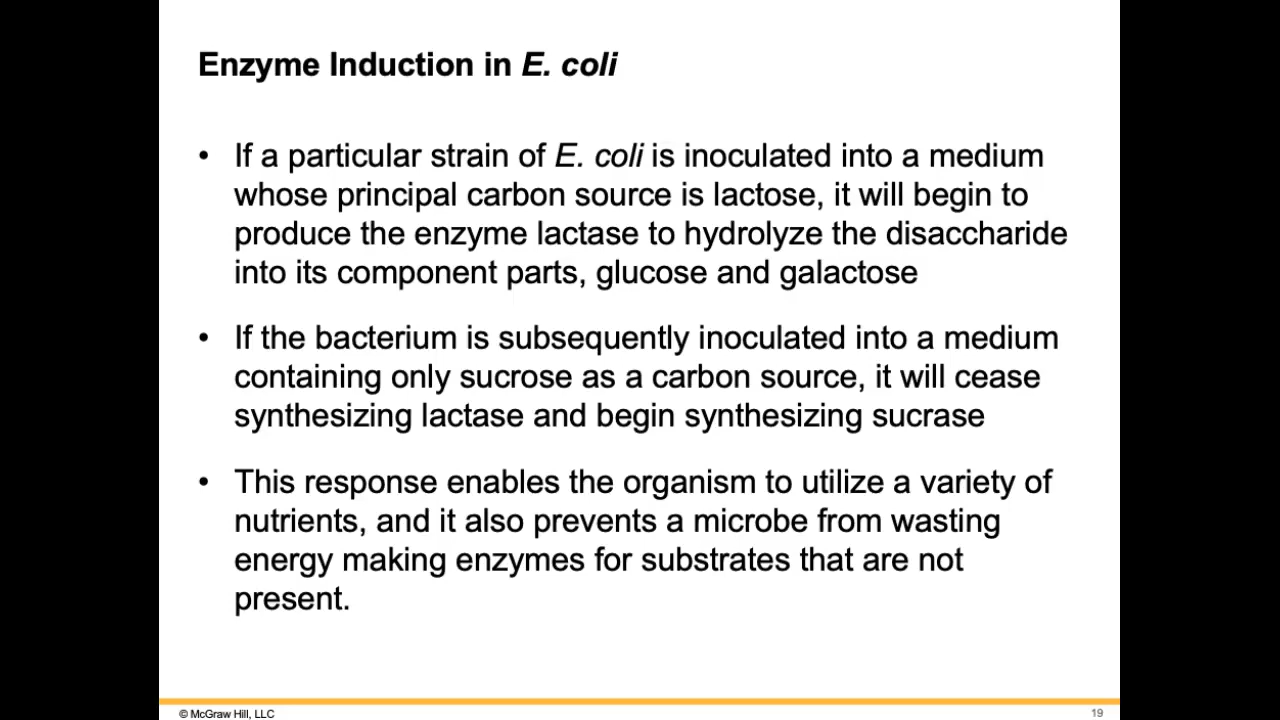 Enzyme Induction in E. coli
• If a particular strain of E. coli is inoculated into a medium
whose principal carbon source is lactose, it will begin to
produce the enzyme lactase to hydrolyze the disaccharide
into its component parts, glucose and galactose
• If the bacterium is subsequently inoculated into a medium
containing only sucrose as a carbon source, it will cease
synthesizing lactase and begin synthesizing sucrase
• This response enables the organism to utilize a variety of
nutrients, and it also prevents a microbe from wasting
energy making enzymes for substrates that are not
present.
© McGraw Hill, LLC
19